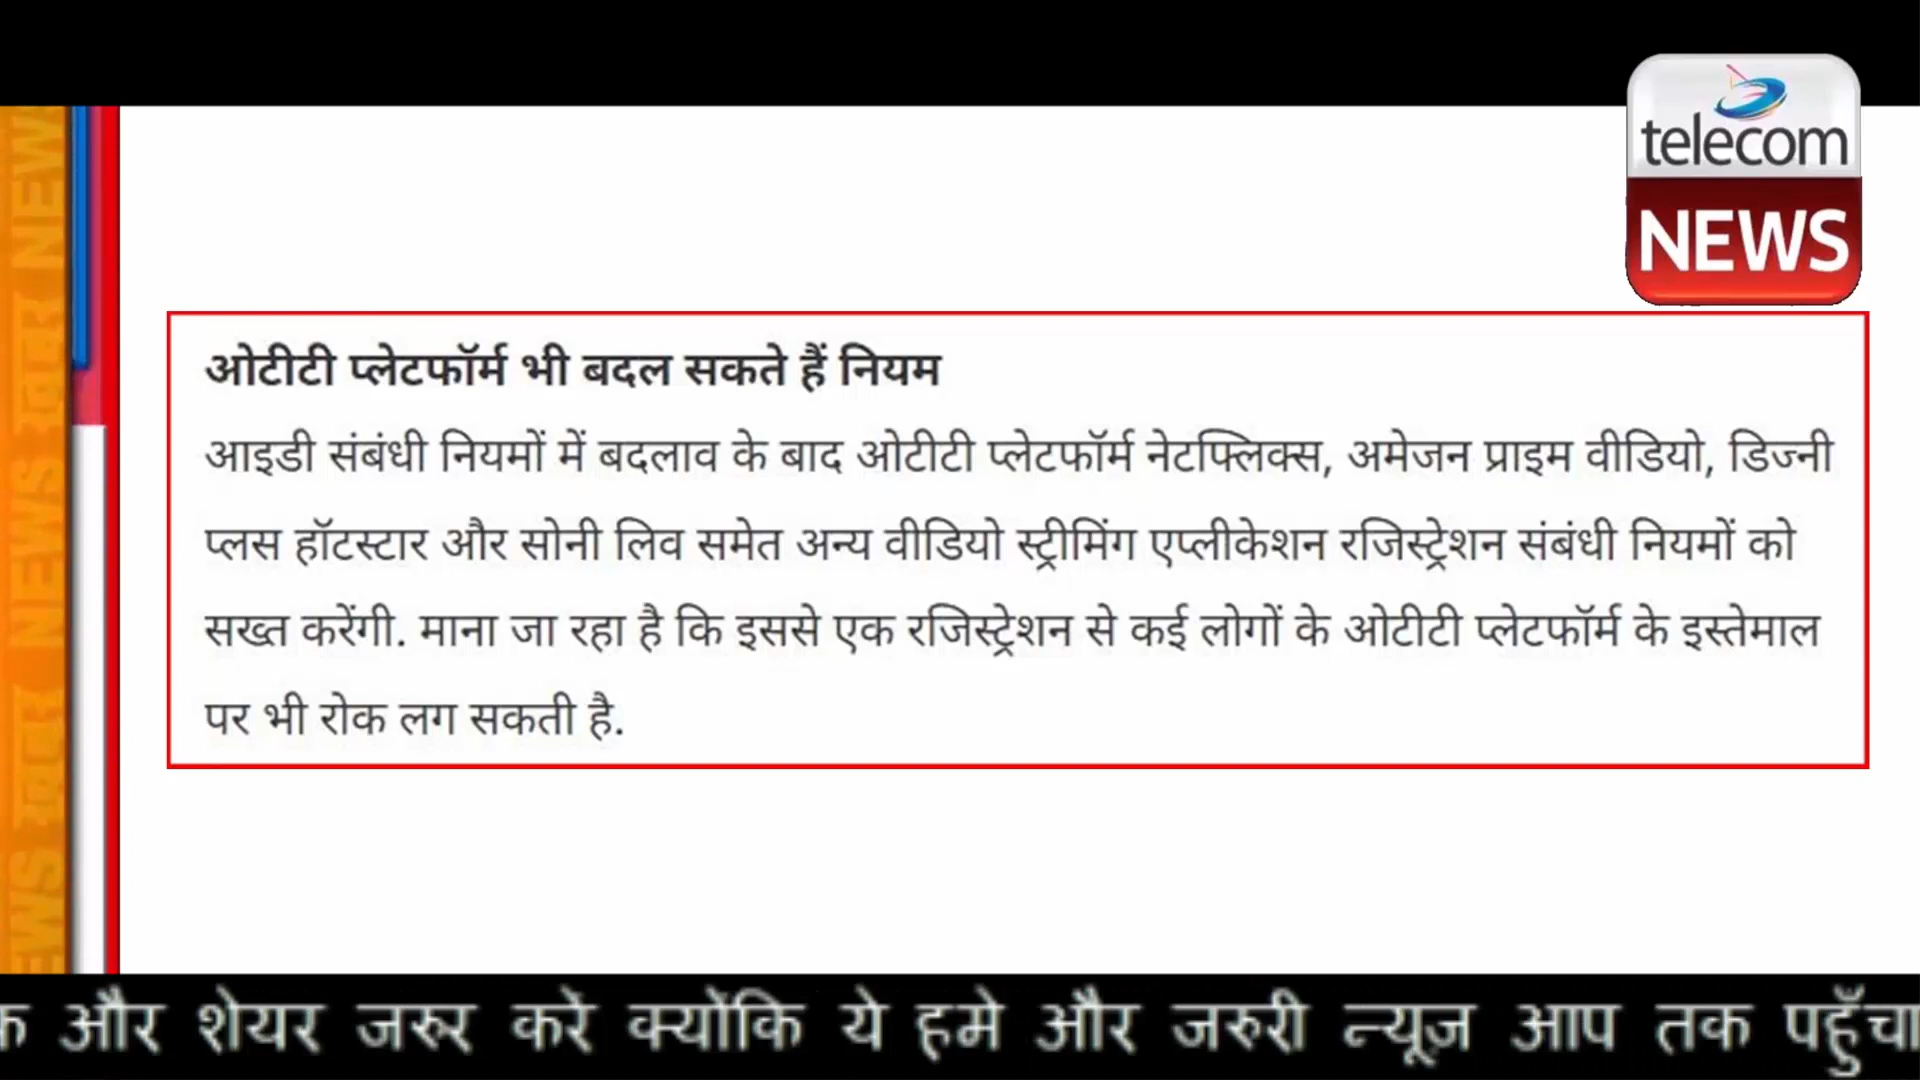 telecom
NEWS
ओटीटी प्लेटफॉर्म भी बदल सकते हैं नियम
आइडी संबंधी नियमों में बदलाव के बाद ओटीटी प्लेटफॉर्म नेटफ्लिक्स, अमेजन प्राइम वीडियो, डिज्नी
प्लस हॉटस्टार और सोनी लिव समेत अन्य वीडियो स्ट्रीमिंग एप्लीकेशन रजिस्ट्रेशन संबंधी नियमों को
सख्त करेंगी. माना जा रहा है कि इससे एक रजिस्ट्रेशन से कई लोगों के ओटीटी प्लेटफॉर्म के इस्तेमाल
पर भी रोक लग सकती है.
और शेयर जरुर करें क्योंकि ये हमे और जरुरी न्यूज़ आप तक